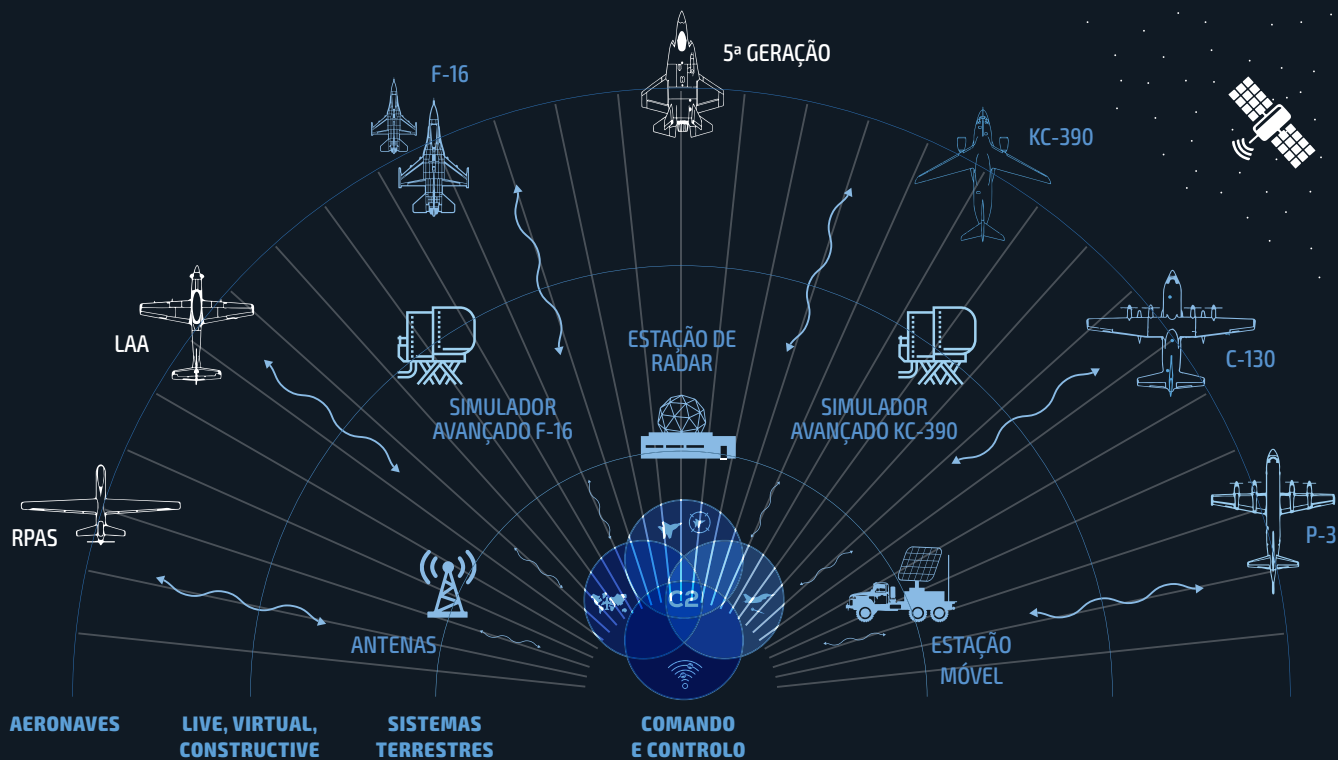 5ª GERAÇÃO
F-16
KC-390
LAA
C-130
ESTAÇÃO DE
RADAR
SIMULADOR
AVANÇADO F-16
SIMULADOR
AVANÇADO KC-390
RPAS
P-3
C2
ANTENAS
ESTAÇÃO
MÓVEL
AERONAVES
LIVE, VIRTUAL,
CONSTRUCTIVE
SISTEMAS
TERRESTRES
COMANDO
E CONTROLO